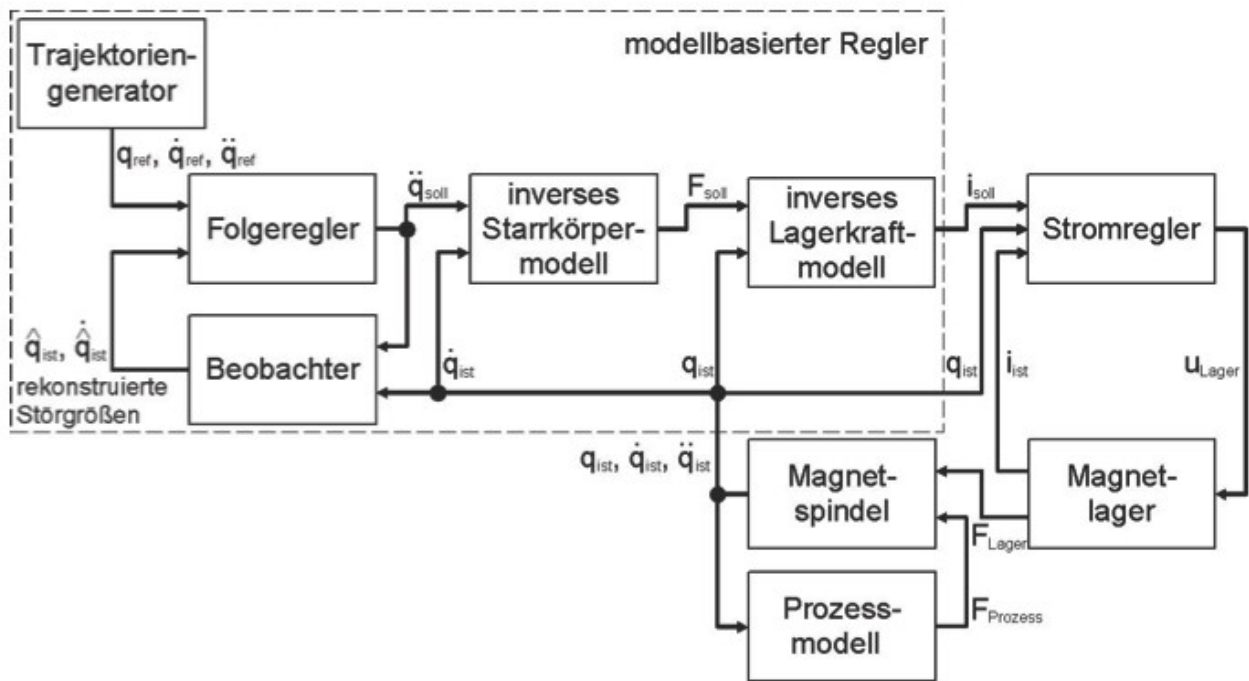 modellbasierter Regler
Trajektorien-
generator
q_ref, q̇_ref, q̈_ref
Folgeregler
q̈_soll
inverses
Starrkörper-
modell
F_soll
inverses
Lagerkraft-
modell
i_soll
Stromregler
q̂_ist, q̂̇_ist
rekonstruierte
Störgrößen
Beobachter
q̇_ist
q_ist
q_ist
i_ist
u_Lager
q_ist, q̇_ist, q̈_ist
Magnet-
spindel
F_Lager
Magnet-
lager
Prozess-
modell
F_Prozess